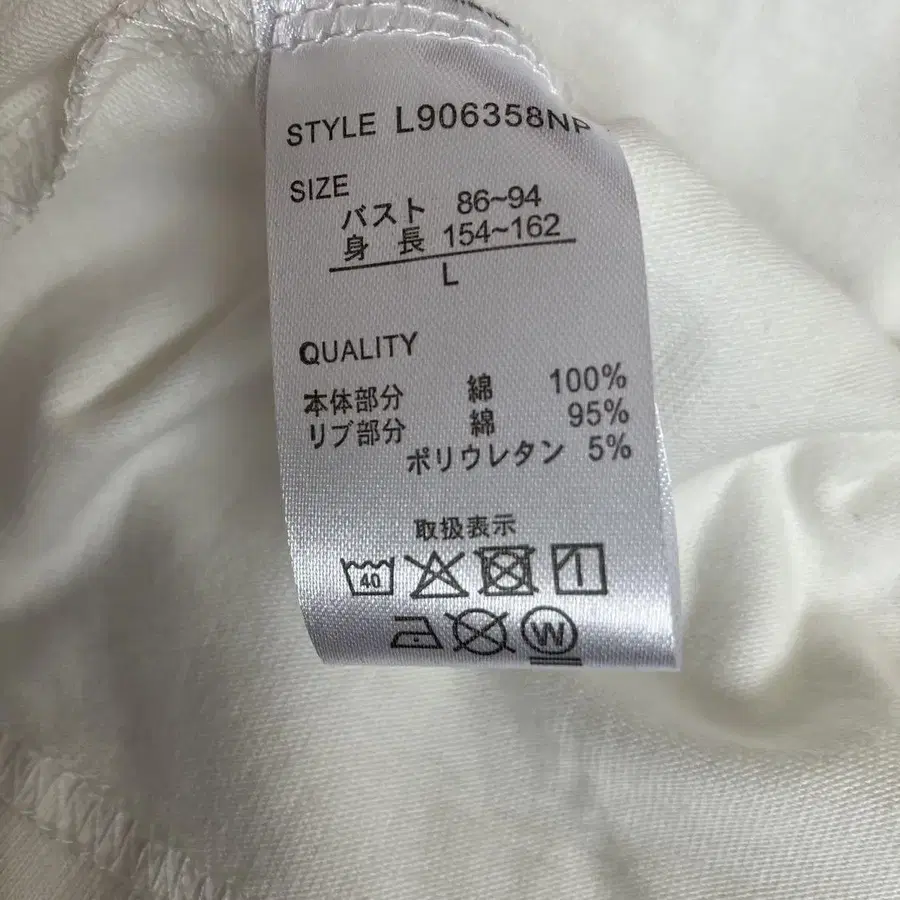 STYLE L906358NP
SIZE
バスト 86~94
身長 154~162
L
QUALITY
本体部分 綿 100%
リブ部分 綿 95%
ポリウレタン 5%
取扱表示
40
W